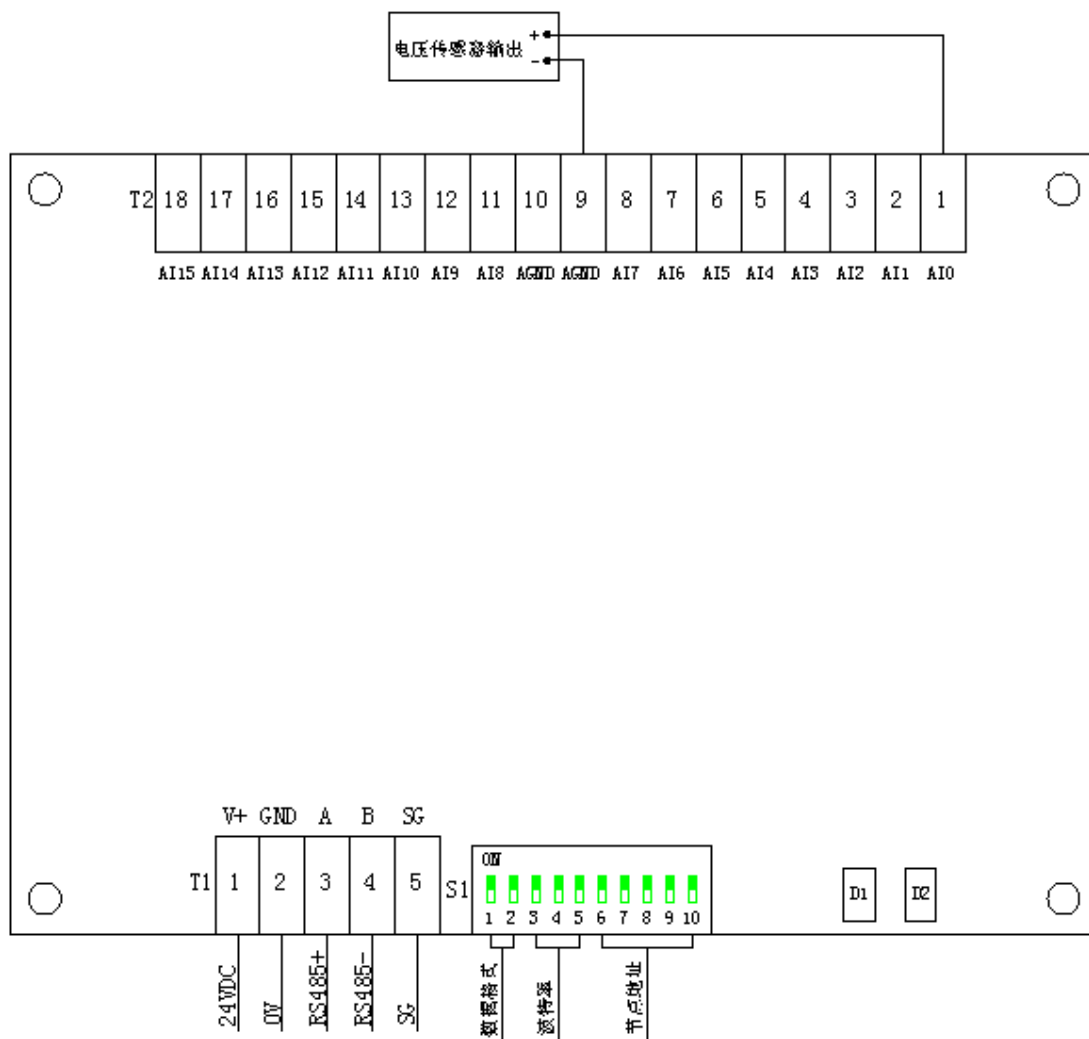 电压传感器输出 + -
T2 18 17 16 15 14 13 12 11 10 9 8 7 6 5 4 3 2 1
AI15 AI14 AI13 AI12 AI11 AI10 AI9 AI8 AGND AGND AI7 AI6 AI5 AI4 AI3 AI2 AI1 AI0
V+ GND A B SG
T1 1 2 3 4 5
S1
ON
1 2 3 4 5 6 7 8 9 10
D1 D2
24VDC
0V
RS485+
RS485-
SG
数据格式
波特率
节点地址